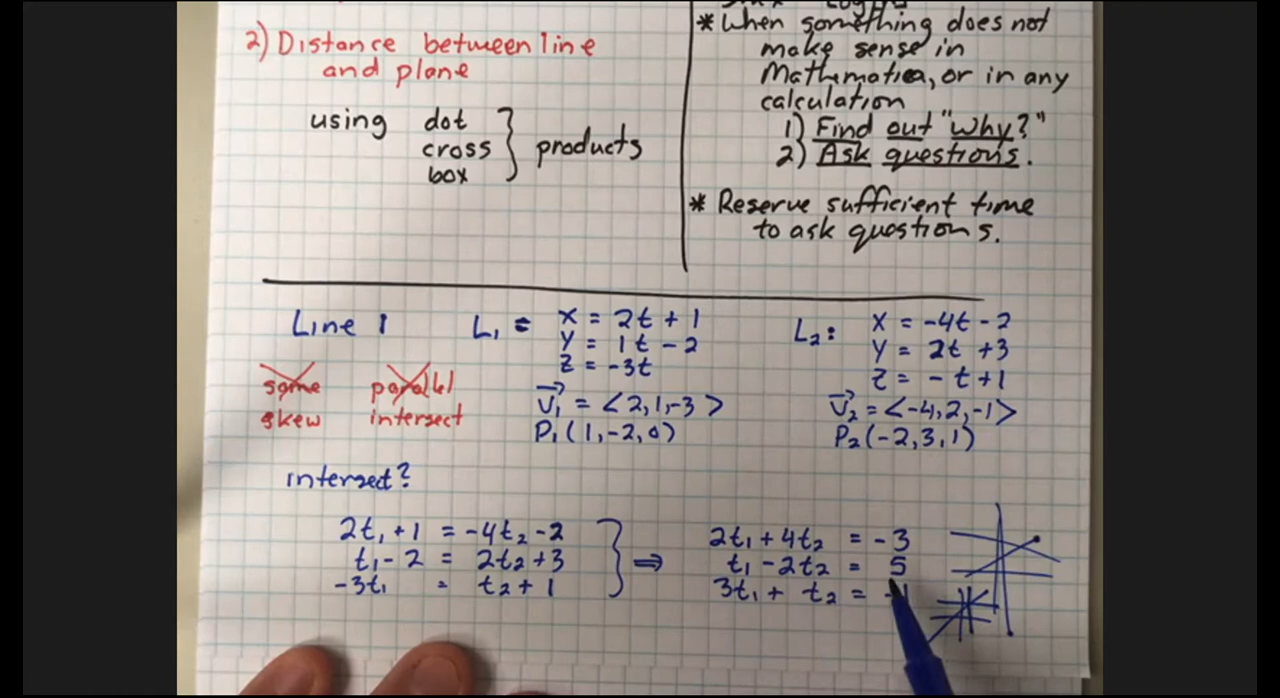 2) Distance between line
and plane
using dot
cross
box
} products
* When something does not
make sense in
Mathematica, or in any
calculation
1) Find out "Why?"
2) Ask questions.
* Reserve sufficient time
to ask questions.
Line 1
same parallel
skew intersect
L₁ = x = 2t + 1
y = 1t - 2
z = -3t
v₁ = <2,1,-3>
P₁(1,-2,0)
L₂: x = -4t - 2
y = 2t + 3
z = -t + 1
v₂ = <-4,2,-1>
P₂(-2,3,1)
intersect?
2t₁ + 1 = -4t₂ - 2
t₁ - 2 = 2t₂ + 3
-3t₁ = t₂ + 1
} ⇒
2t₁ + 4t₂ = -3
t₁ - 2t₂ = 5
3t₁ + t₂ = -1